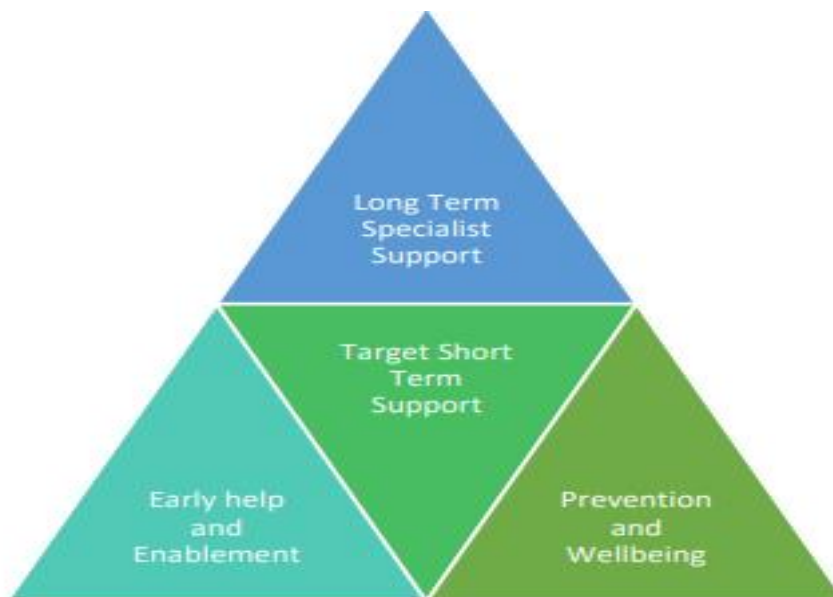 Long Term
Specialist
Support
Target Short
Term
Support
Early help
and
Enablement
Prevention
and
Wellbeing